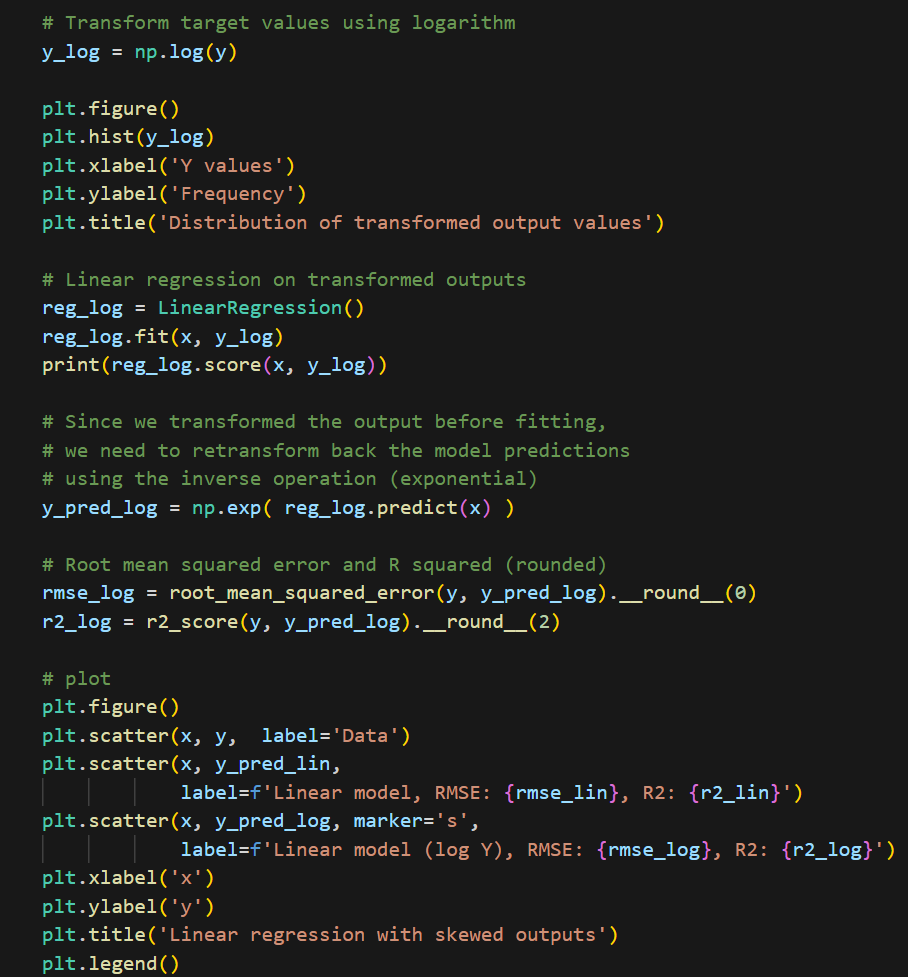 # Transform target values using logarithm
y_log = np.log(y)

plt.figure()
plt.hist(y_log)
plt.xlabel('Y values')
plt.ylabel('Frequency')
plt.title('Distribution of transformed output values')

# Linear regression on transformed outputs
reg_log = LinearRegression()
reg_log.fit(x, y_log)
print(reg_log.score(x, y_log))

# Since we transformed the output before fitting,
# we need to retransform back the model predictions
# using the inverse operation (exponential)
y_pred_log = np.exp( reg_log.predict(x) )

# Root mean squared error and R squared (rounded)
rmse_log = root_mean_squared_error(y, y_pred_log).__round__(0)
r2_log = r2_score(y, y_pred_log).__round__(2)

# plot
plt.figure()
plt.scatter(x, y,  label='Data')
plt.scatter(x, y_pred_lin,
            label=f'Linear model, RMSE: {rmse_lin}, R2: {r2_lin}')
plt.scatter(x, y_pred_log, marker='s',
            label=f'Linear model (log Y), RMSE: {rmse_log}, R2: {r2_log}')
plt.xlabel('x')
plt.ylabel('y')
plt.title('Linear regression with skewed outputs')
plt.legend()